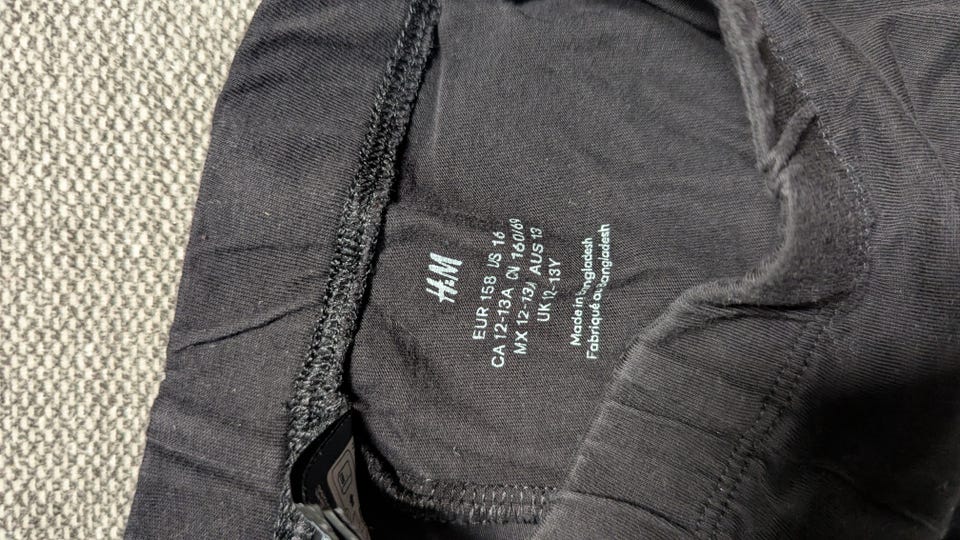 H&M
EUR 158 US 16
CA 12-13A CN 160/69
MX 12-13A AUS 13
UK 12-13Y
Made in Bangladesh
Fabriqué au Bangladesh